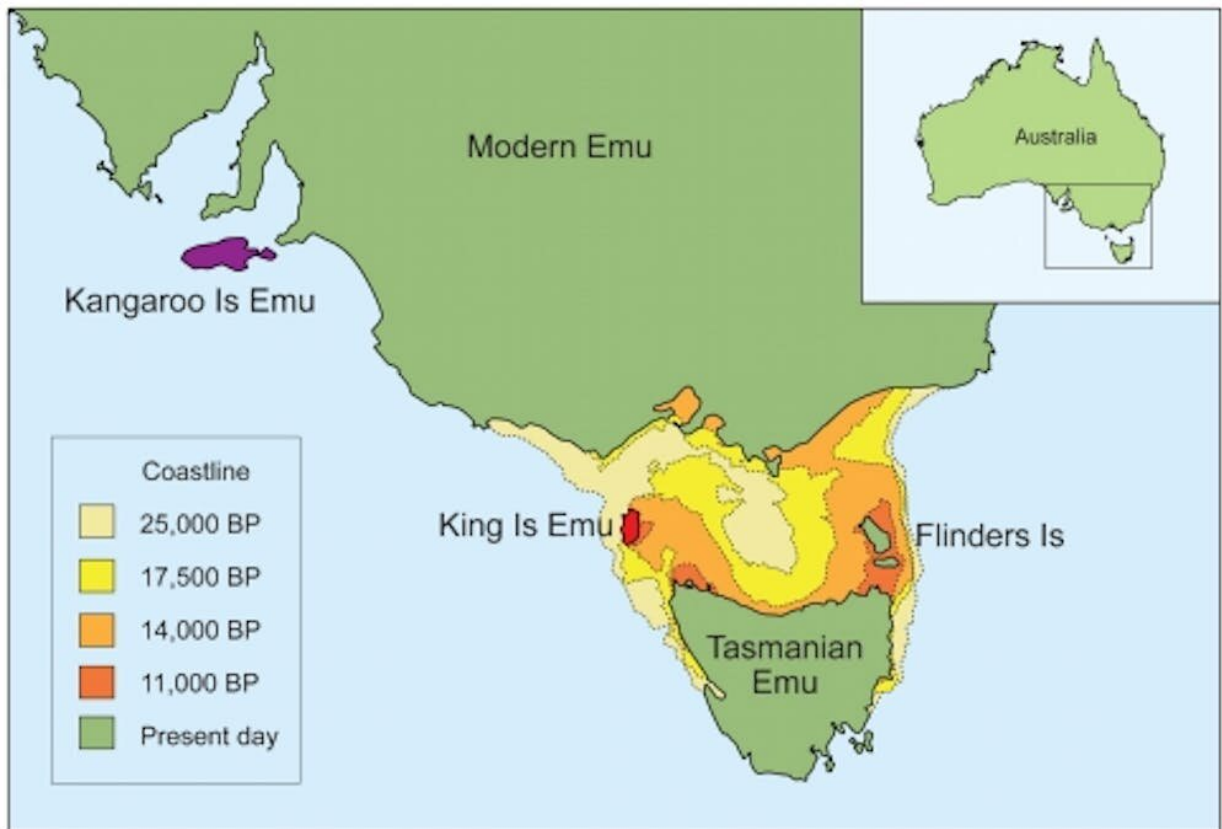 Modern Emu
Australia
Kangaroo Is Emu
Coastline
25,000 BP
17,500 BP
14,000 BP
11,000 BP
Present day
King Is Emu
Flinders Is
Tasmanian
Emu